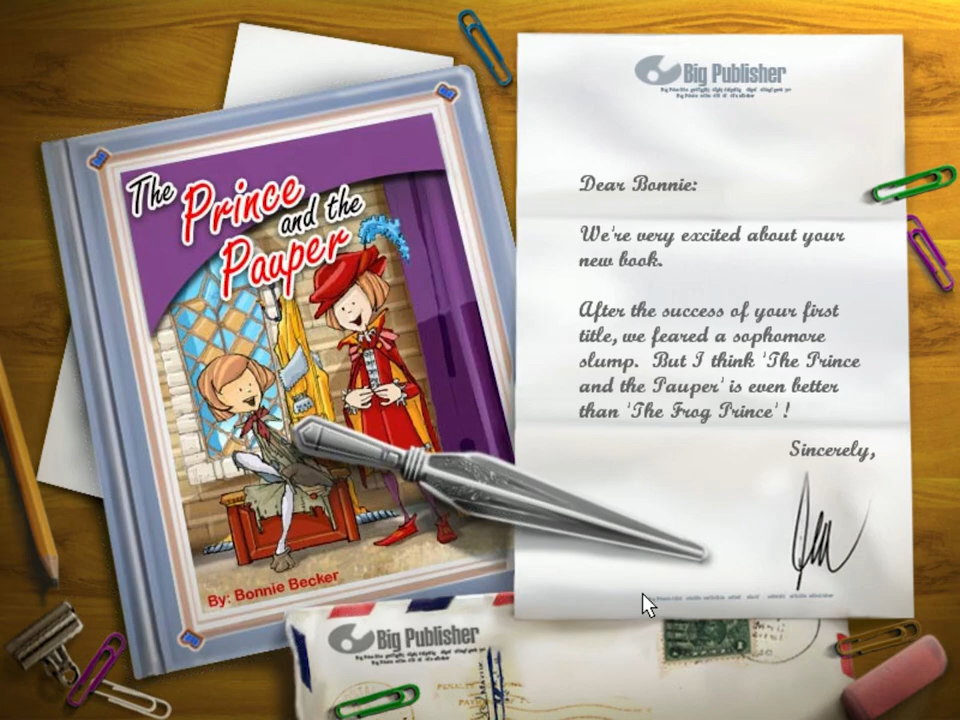 The Prince and the
Pauper
By: Bonnie Becker
Big Publisher
Dear Bonnie:
We're very excited about your
new book.
After the success of your first
title, we feared a sophomore
slump. But I think 'The Prince
and the Pauper' is even better
than 'The Frog Prince'!
Sincerely,
Big Publisher